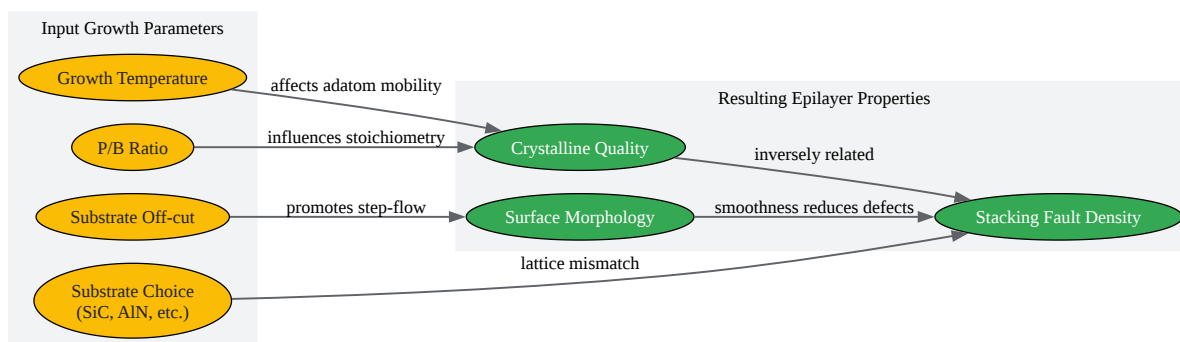 Input Growth Parameters
Growth Temperature
affects adatom mobility
Resulting Epilayer Properties
P/B Ratio
influences stoichiometry
Crystalline Quality
inversely related
Substrate Off-cut
promotes step-flow
Surface Morphology
smoothness reduces defects
Stacking Fault Density
lattice mismatch
Substrate Choice
(SiC, AlN, etc.)